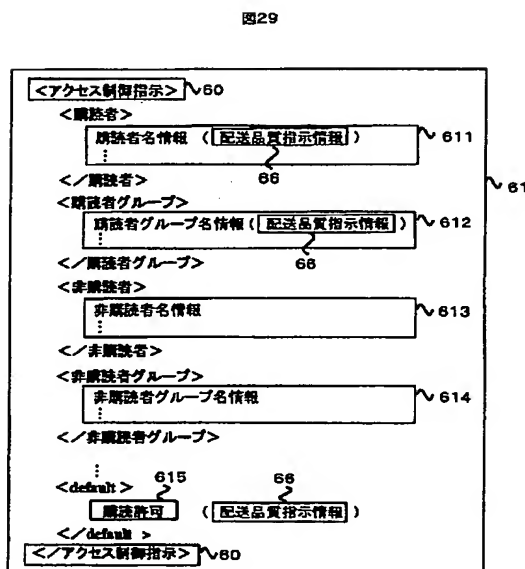 図29
<アクセス制御指示> 60
<購読者>
購読者名情報 (配送品質指示情報) 611
⋮
66
</購読者>
61
<購読者グループ>
購読者グループ名情報(配送品質指示情報) 612
⋮
66
</購読者グループ>
<非購読者>
非購読者名情報
⋮
613
</非購読者>
<非購読者グループ>
非購読者グループ名情報 614
⋮
</非購読者グループ>
⋮
<default> 615 66
購読許可 (配送品質指示情報)
</default >
</アクセス制御指示> 60